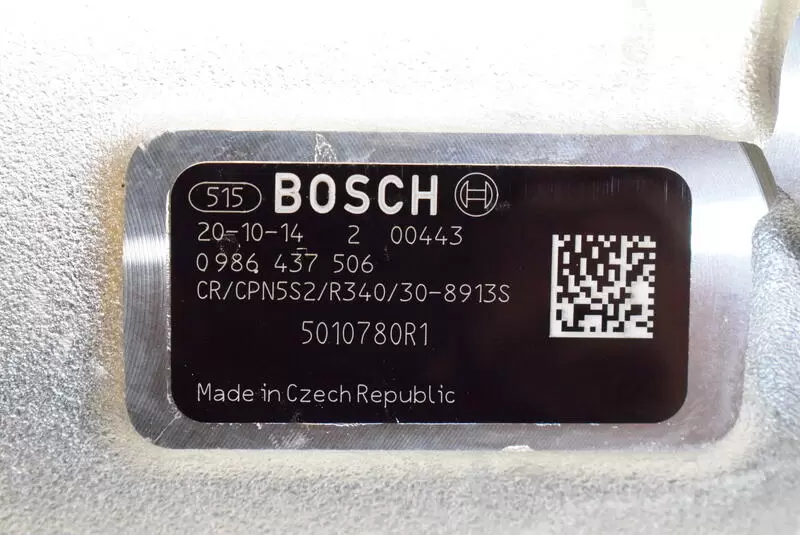 515 BOSCH
20-10-14 2 00443
0 986 437 506
CR/CPN5S2/R340/30-8913S
5010780R1
Made in Czech Republic